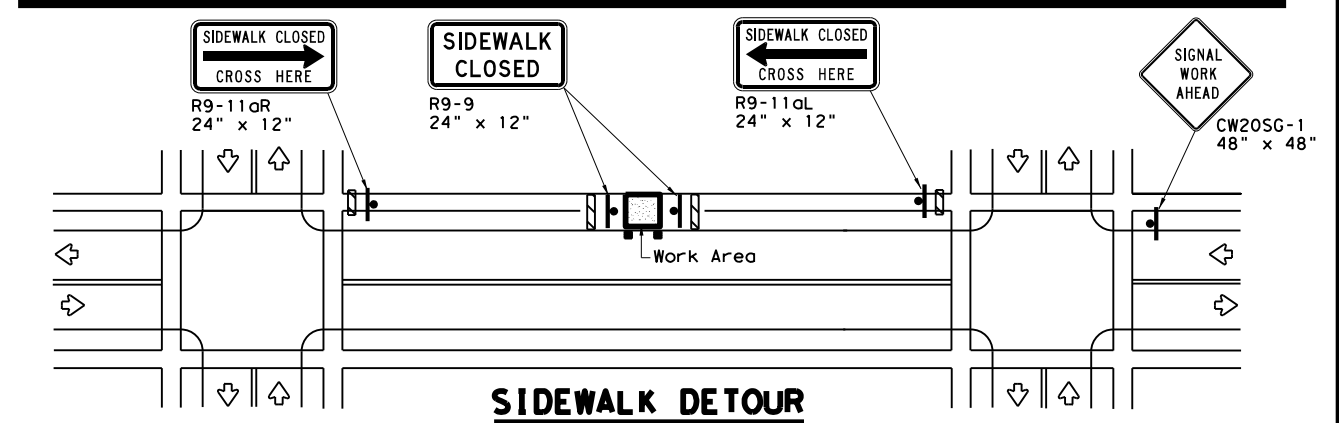 SIDEWALK CLOSED
CROSS HERE
R9-11aR
24" x 12"
SIDEWALK
CLOSED
R9-9
24" x 12"
SIDEWALK CLOSED
CROSS HERE
R9-11aL
24" x 12"
SIGNAL
WORK
AHEAD
CW20SG-1
48" x 48"
Work Area
SIDEWALK DETOUR